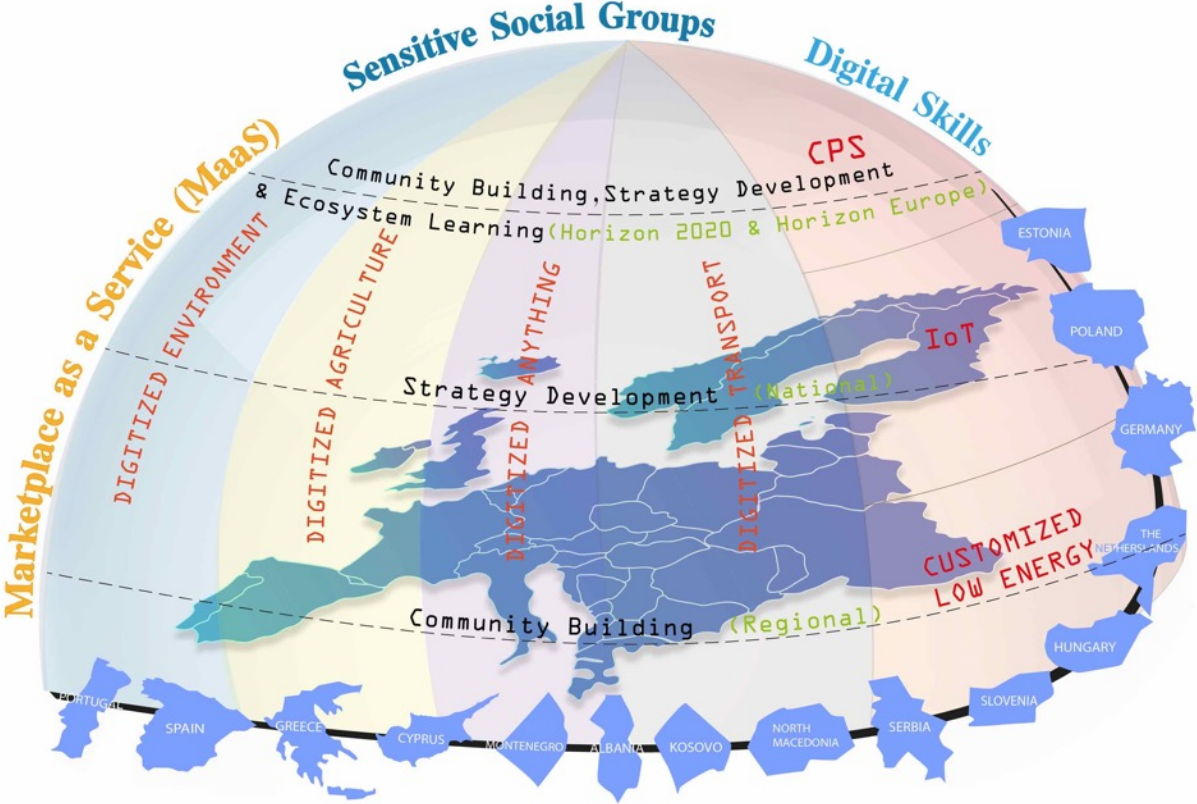 Sensitive Social Groups
Digital Skills
Marketplace as a Service (MaaS)
CPS
Community Building,Strategy Development
& Ecosystem Learning(Horizon 2020 & Horizon Europe)
DIGITIZED ENVIRONMENT
DIGITIZED AGRICULTURE
DIGITIZED ANYTHING
DIGITIZED TRANSPORT
IoT
Strategy Development (National)
CUSTOMIZED
LOW ENERGY
Community Building (Regional)
ESTONIA
POLAND
GERMANY
THE
NETHERSLANDS
HUNGARY
SLOVENIA
SERBIA
NORTH
MACEDONIA
KOSOVO
ALBANIA
MONTENEGRO
CYPRUS
GREECE
SPAIN
PORTUGAL